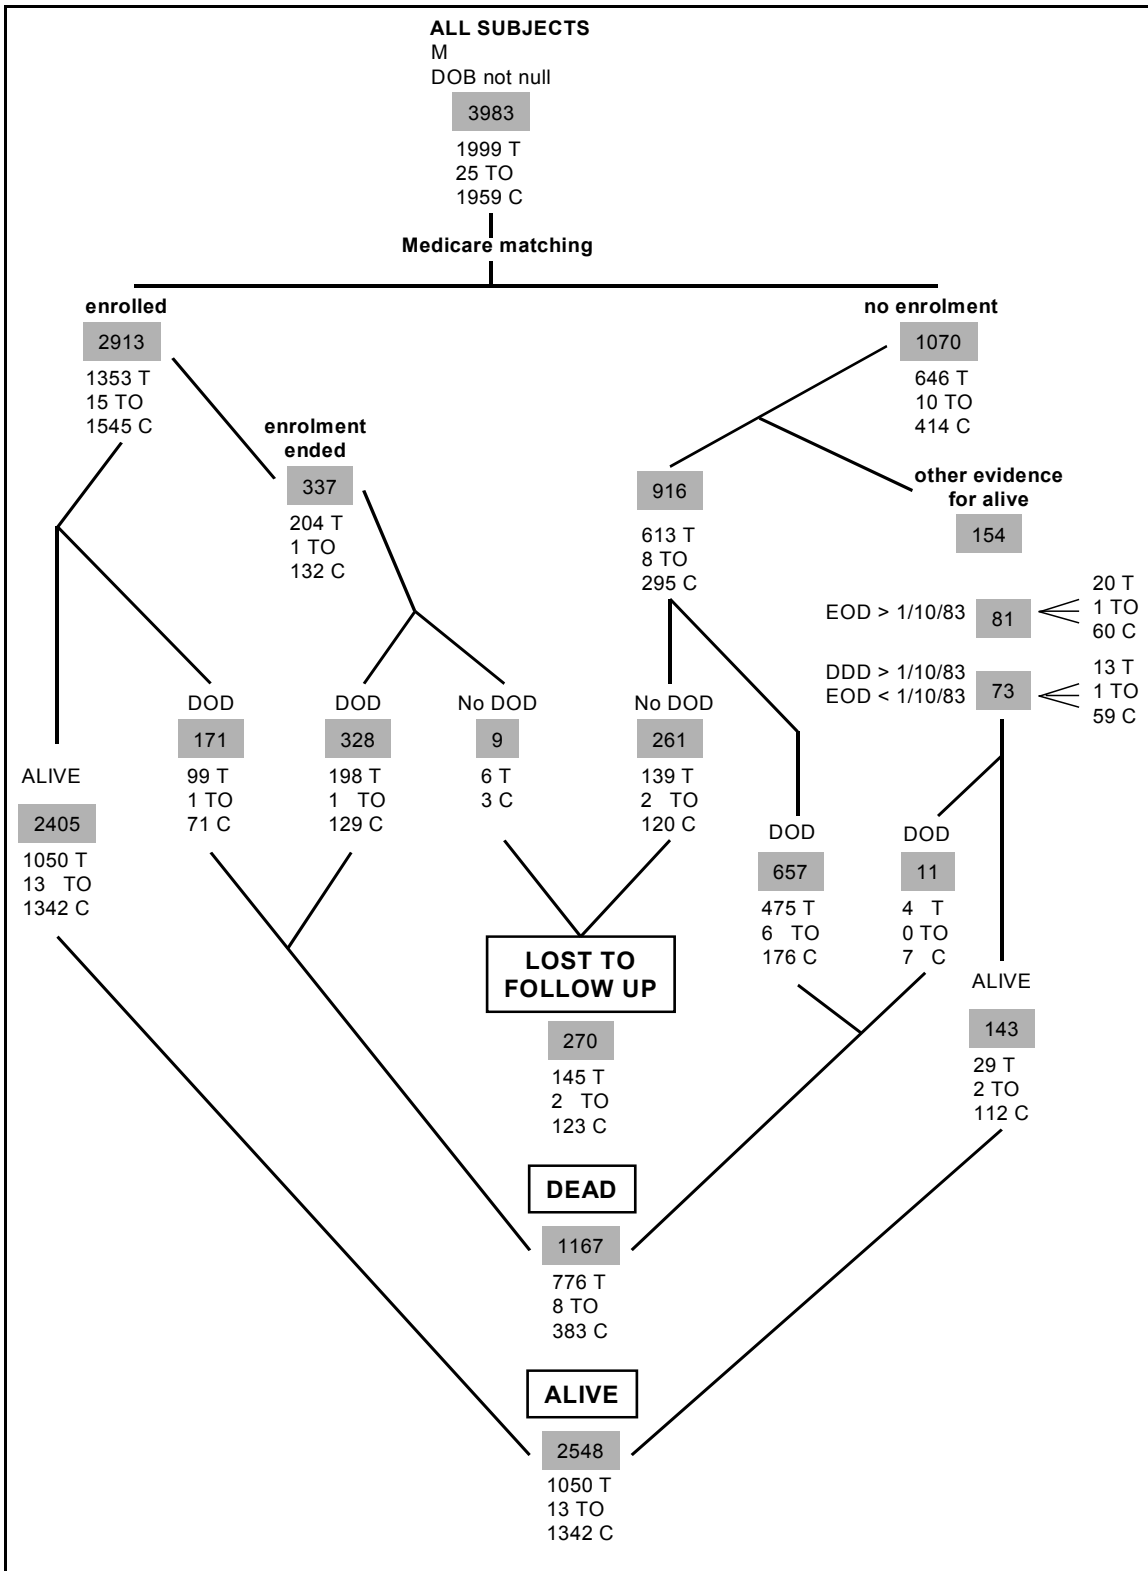 ALL SUBJECTS
M
DOB not null
3983
1999 T
25 TO
1959 C
Medicare matching
enrolled
2913
1353 T
15 TO
1545 C
no enrolment
1070
646 T
10 TO
414 C
enrolment
ended
337
204 T
1 TO
132 C
916
613 T
8 TO
295 C
other evidence
for alive
154
EOD > 1/10/83
81
20 T
1 TO
60 C
DDD > 1/10/83
EOD < 1/10/83
73
13 T
1 TO
59 C
ALIVE
2405
1050 T
13 TO
1342 C
DOD
171
99 T
1 TO
71 C
DOD
328
198 T
1 TO
129 C
No DOD
9
6 T
3 C
No DOD
261
139 T
2 TO
120 C
DOD
657
475 T
6 TO
176 C
DOD
11
4 T
0 TO
7 C
ALIVE
143
29 T
2 TO
112 C
LOST TO
FOLLOW UP
270
145 T
2 TO
123 C
DEAD
1167
776 T
8 TO
383 C
ALIVE
2548
1050 T
13 TO
1342 C